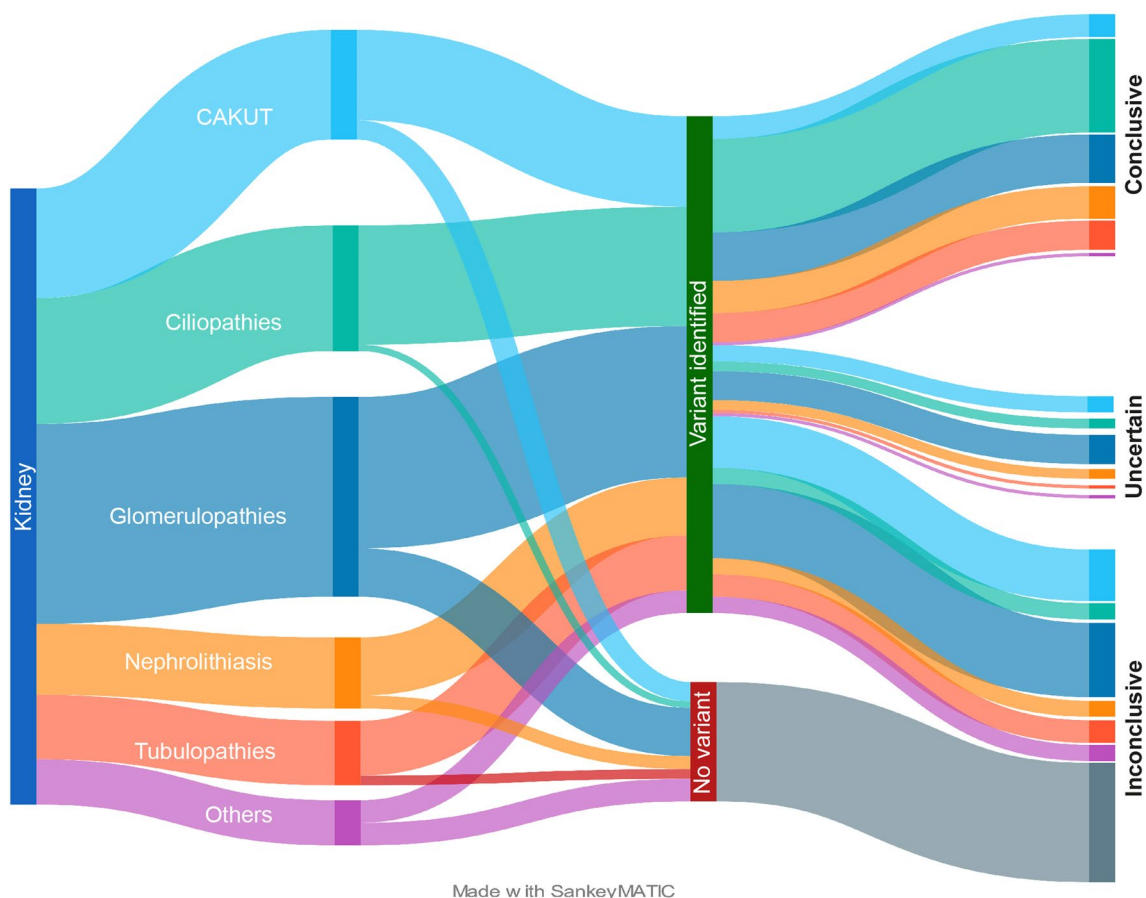 Kidney
CAKUT
Ciliopathies
Glomerulopathies
Nephrolithiasis
Tubulopathies
Others
Variant identified
No variant
Conclusive
Uncertain
Inconclusive
Made with SankeyMATIC